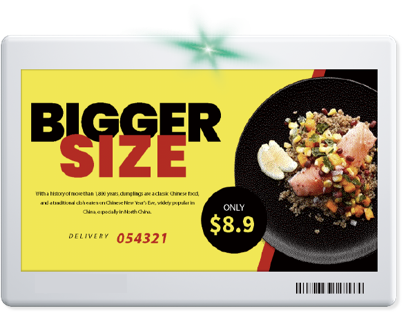 BIGGER
SIZE
With a history of more than 1,800 years, dumplings are a classic Chinese food,
and a traditional dish eaten on Chinese New Year's Eve, widely popular in
China, especially in North China.
DELIVERY 054321
ONLY
$8.9